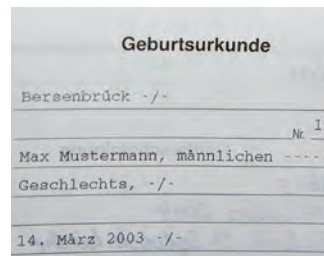 Geburtsurkunde
Bersenbrück -/-
Nr. 1
Max Mustermann, männlichen ----
Geschlechts, -/-
14. März 2003 -/-